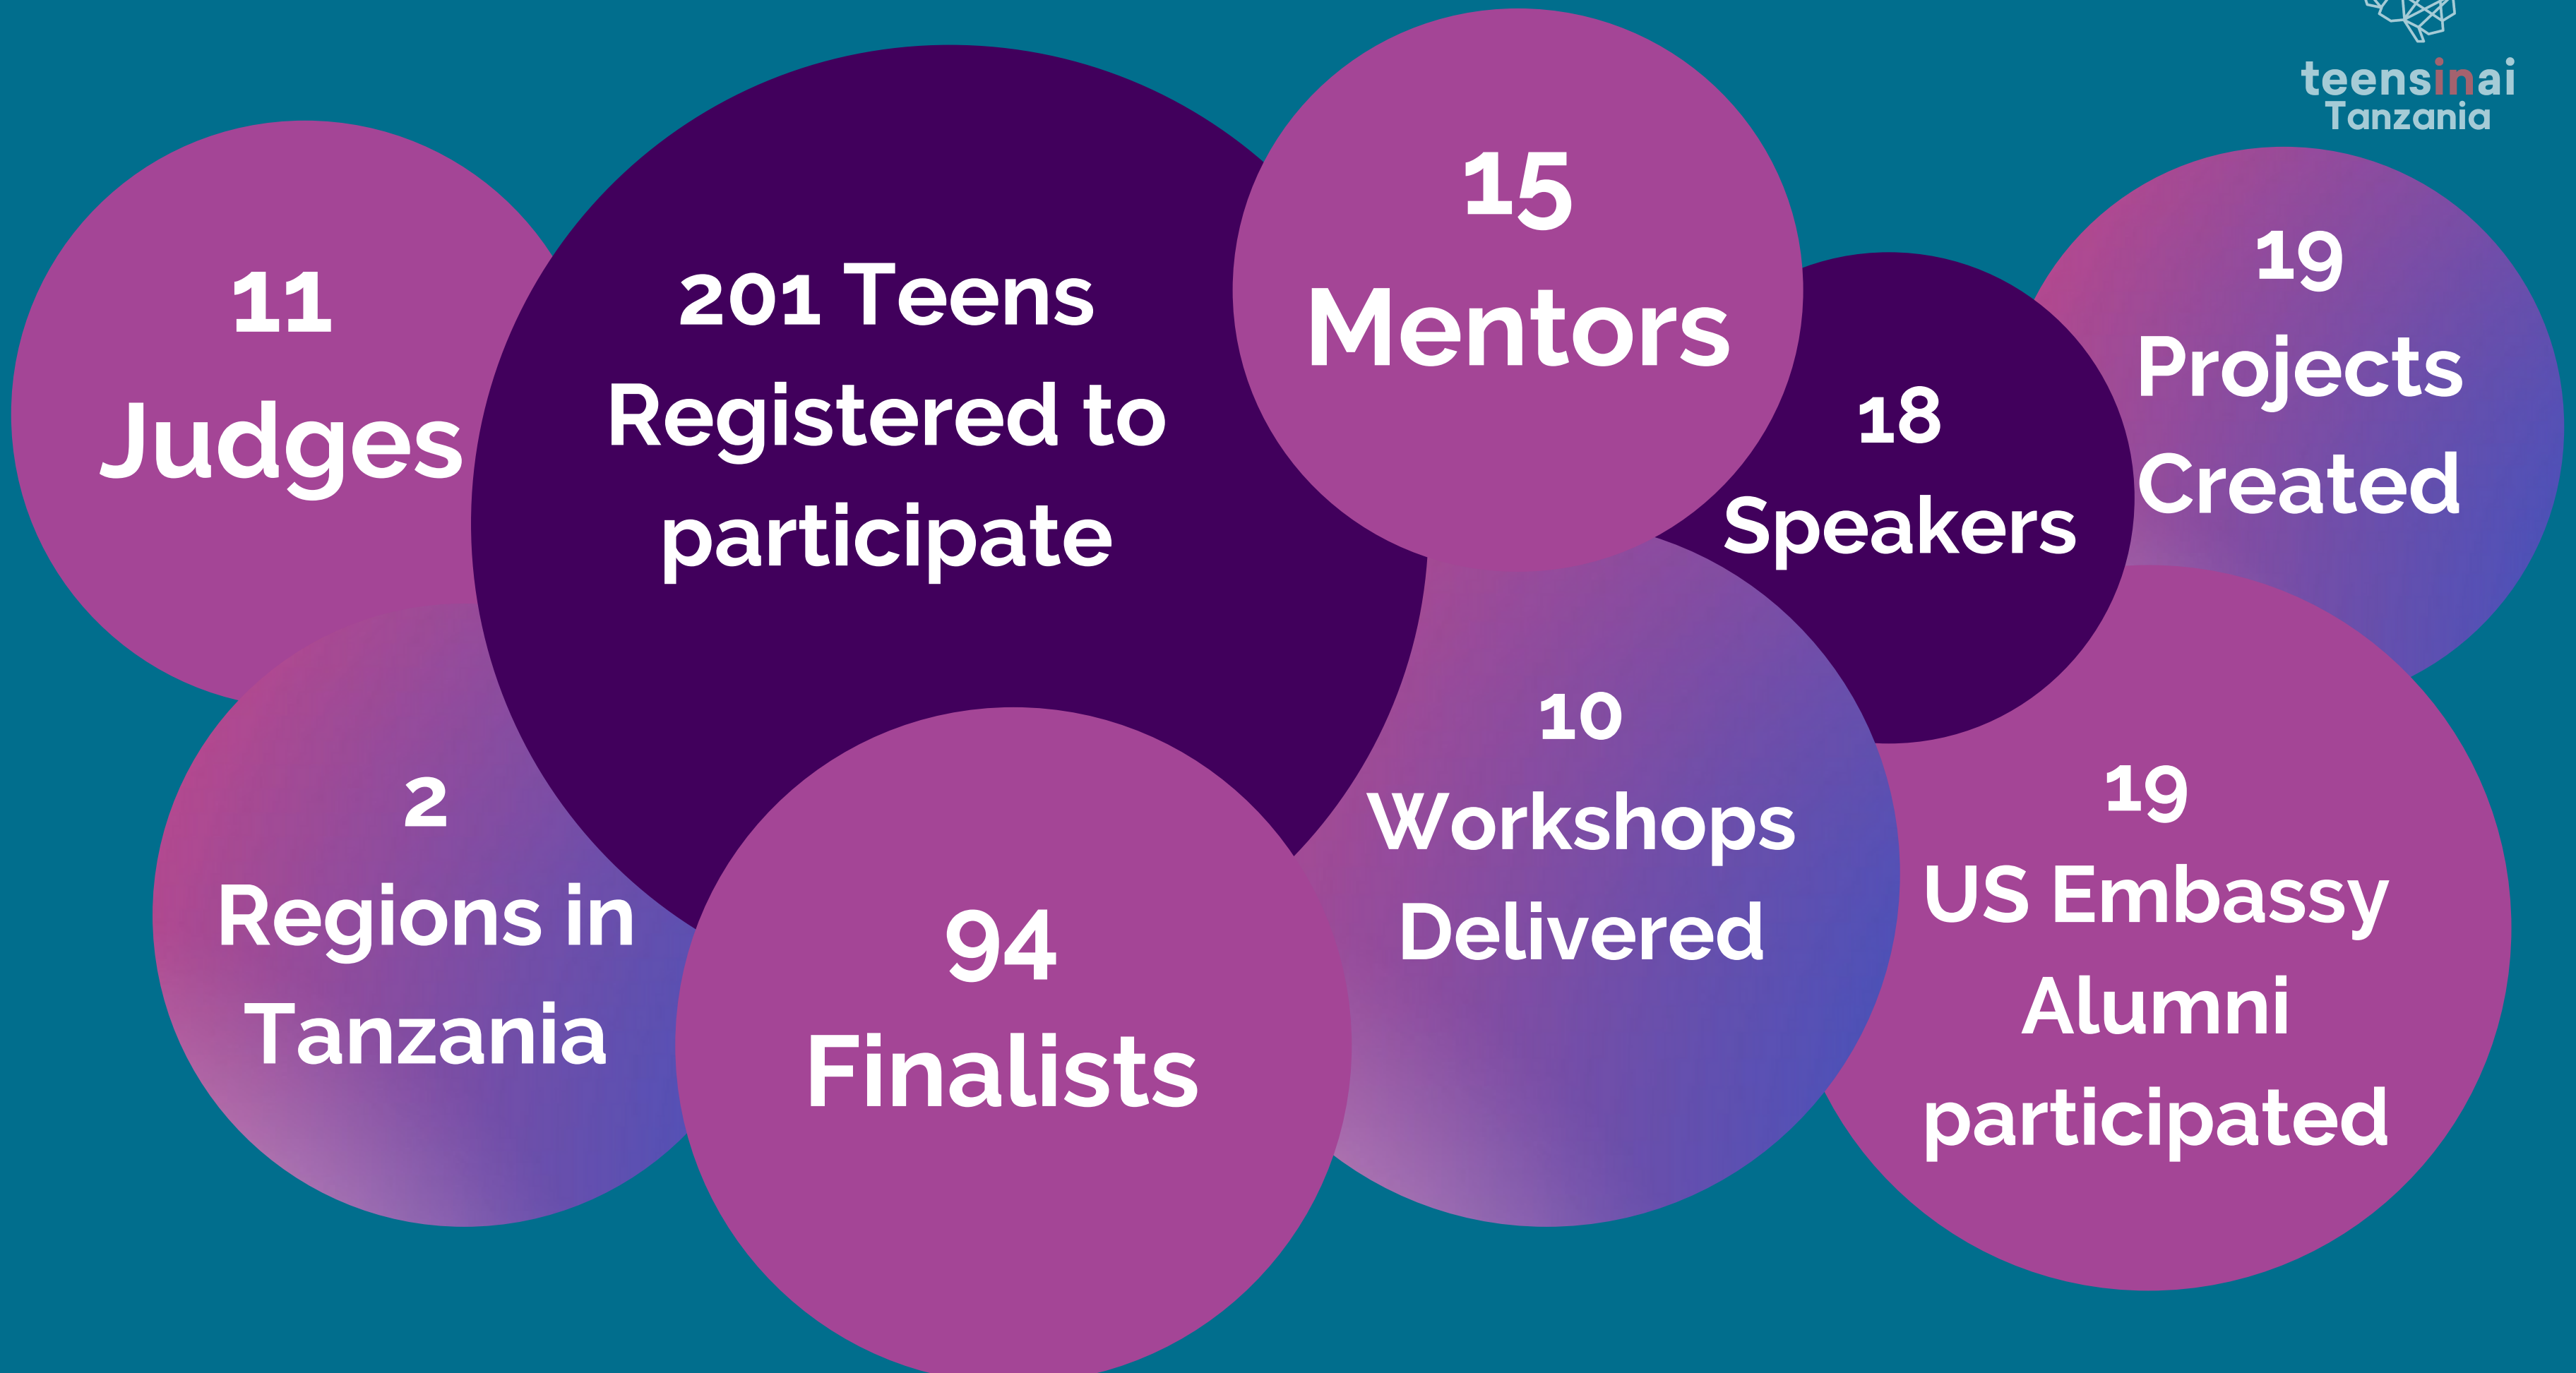 teensinai
Tanzania
11
Judges
201 Teens
Registered to
participate
15
Mentors
18
Speakers
19
Projects
Created
2
Regions in
Tanzania
94
Finalists
10
Workshops
Delivered
19
US Embassy
Alumni
participated